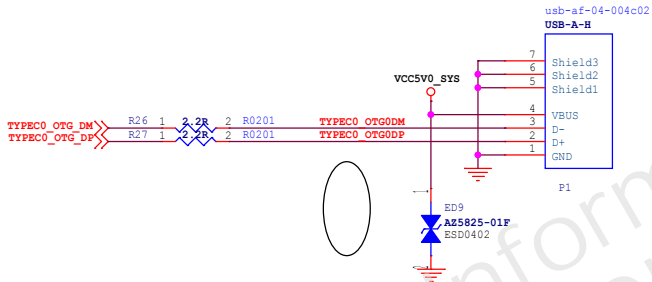 usb-af-04-004c02
USB-A-H
7 Shield3
6 Shield2
5 Shield1
VCC5V0_SYS
4 VBUS
TYPEC0_OTG_DM R26 1 2.2R 2 R0201 TYPEC0_OTG0DM 3 D-
TYPEC0_OTG_DP R27 1 2.2R 2 R0201 TYPEC0_OTG0DP 2 D+
1 GND
P1
ED9
AZ5825-01F
ESD0402